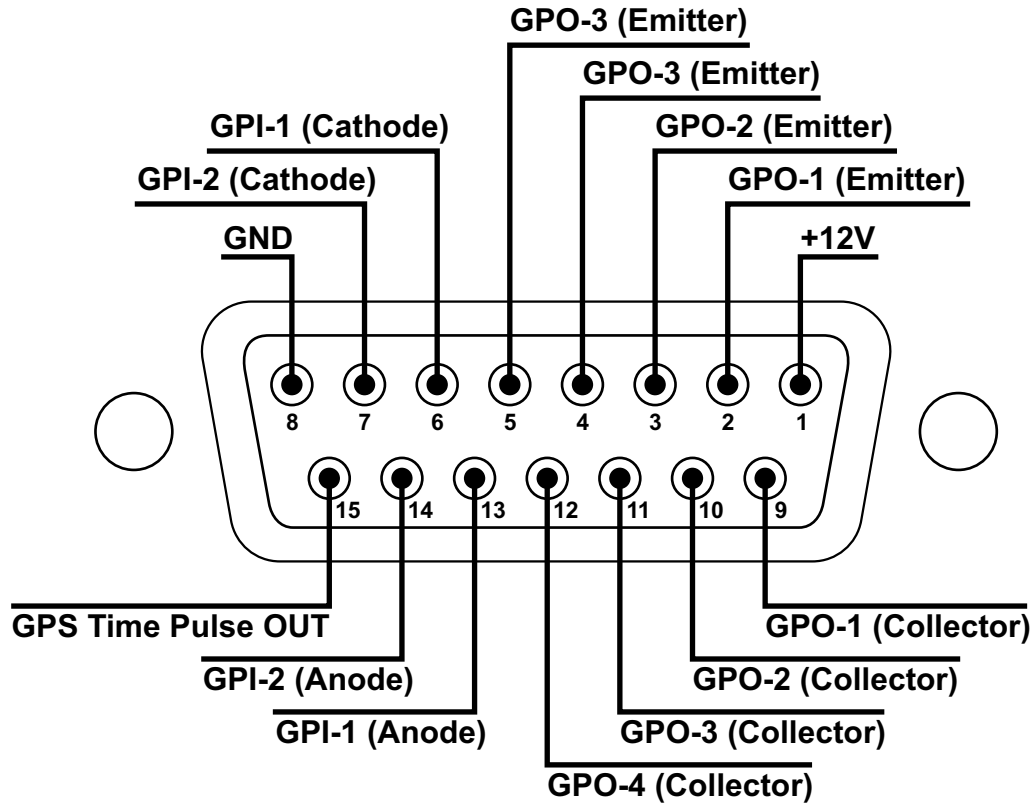 GPO-3 (Emitter)
GPO-3 (Emitter)
GPI-1 (Cathode)
GPO-2 (Emitter)
GPI-2 (Cathode)
GPO-1 (Emitter)
GND
+12V
8
7
6
5
4
3
2
1
15
14
13
12
11
10
9
GPS Time Pulse OUT
GPO-1 (Collector)
GPI-2 (Anode)
GPO-2 (Collector)
GPI-1 (Anode)
GPO-3 (Collector)
GPO-4 (Collector)